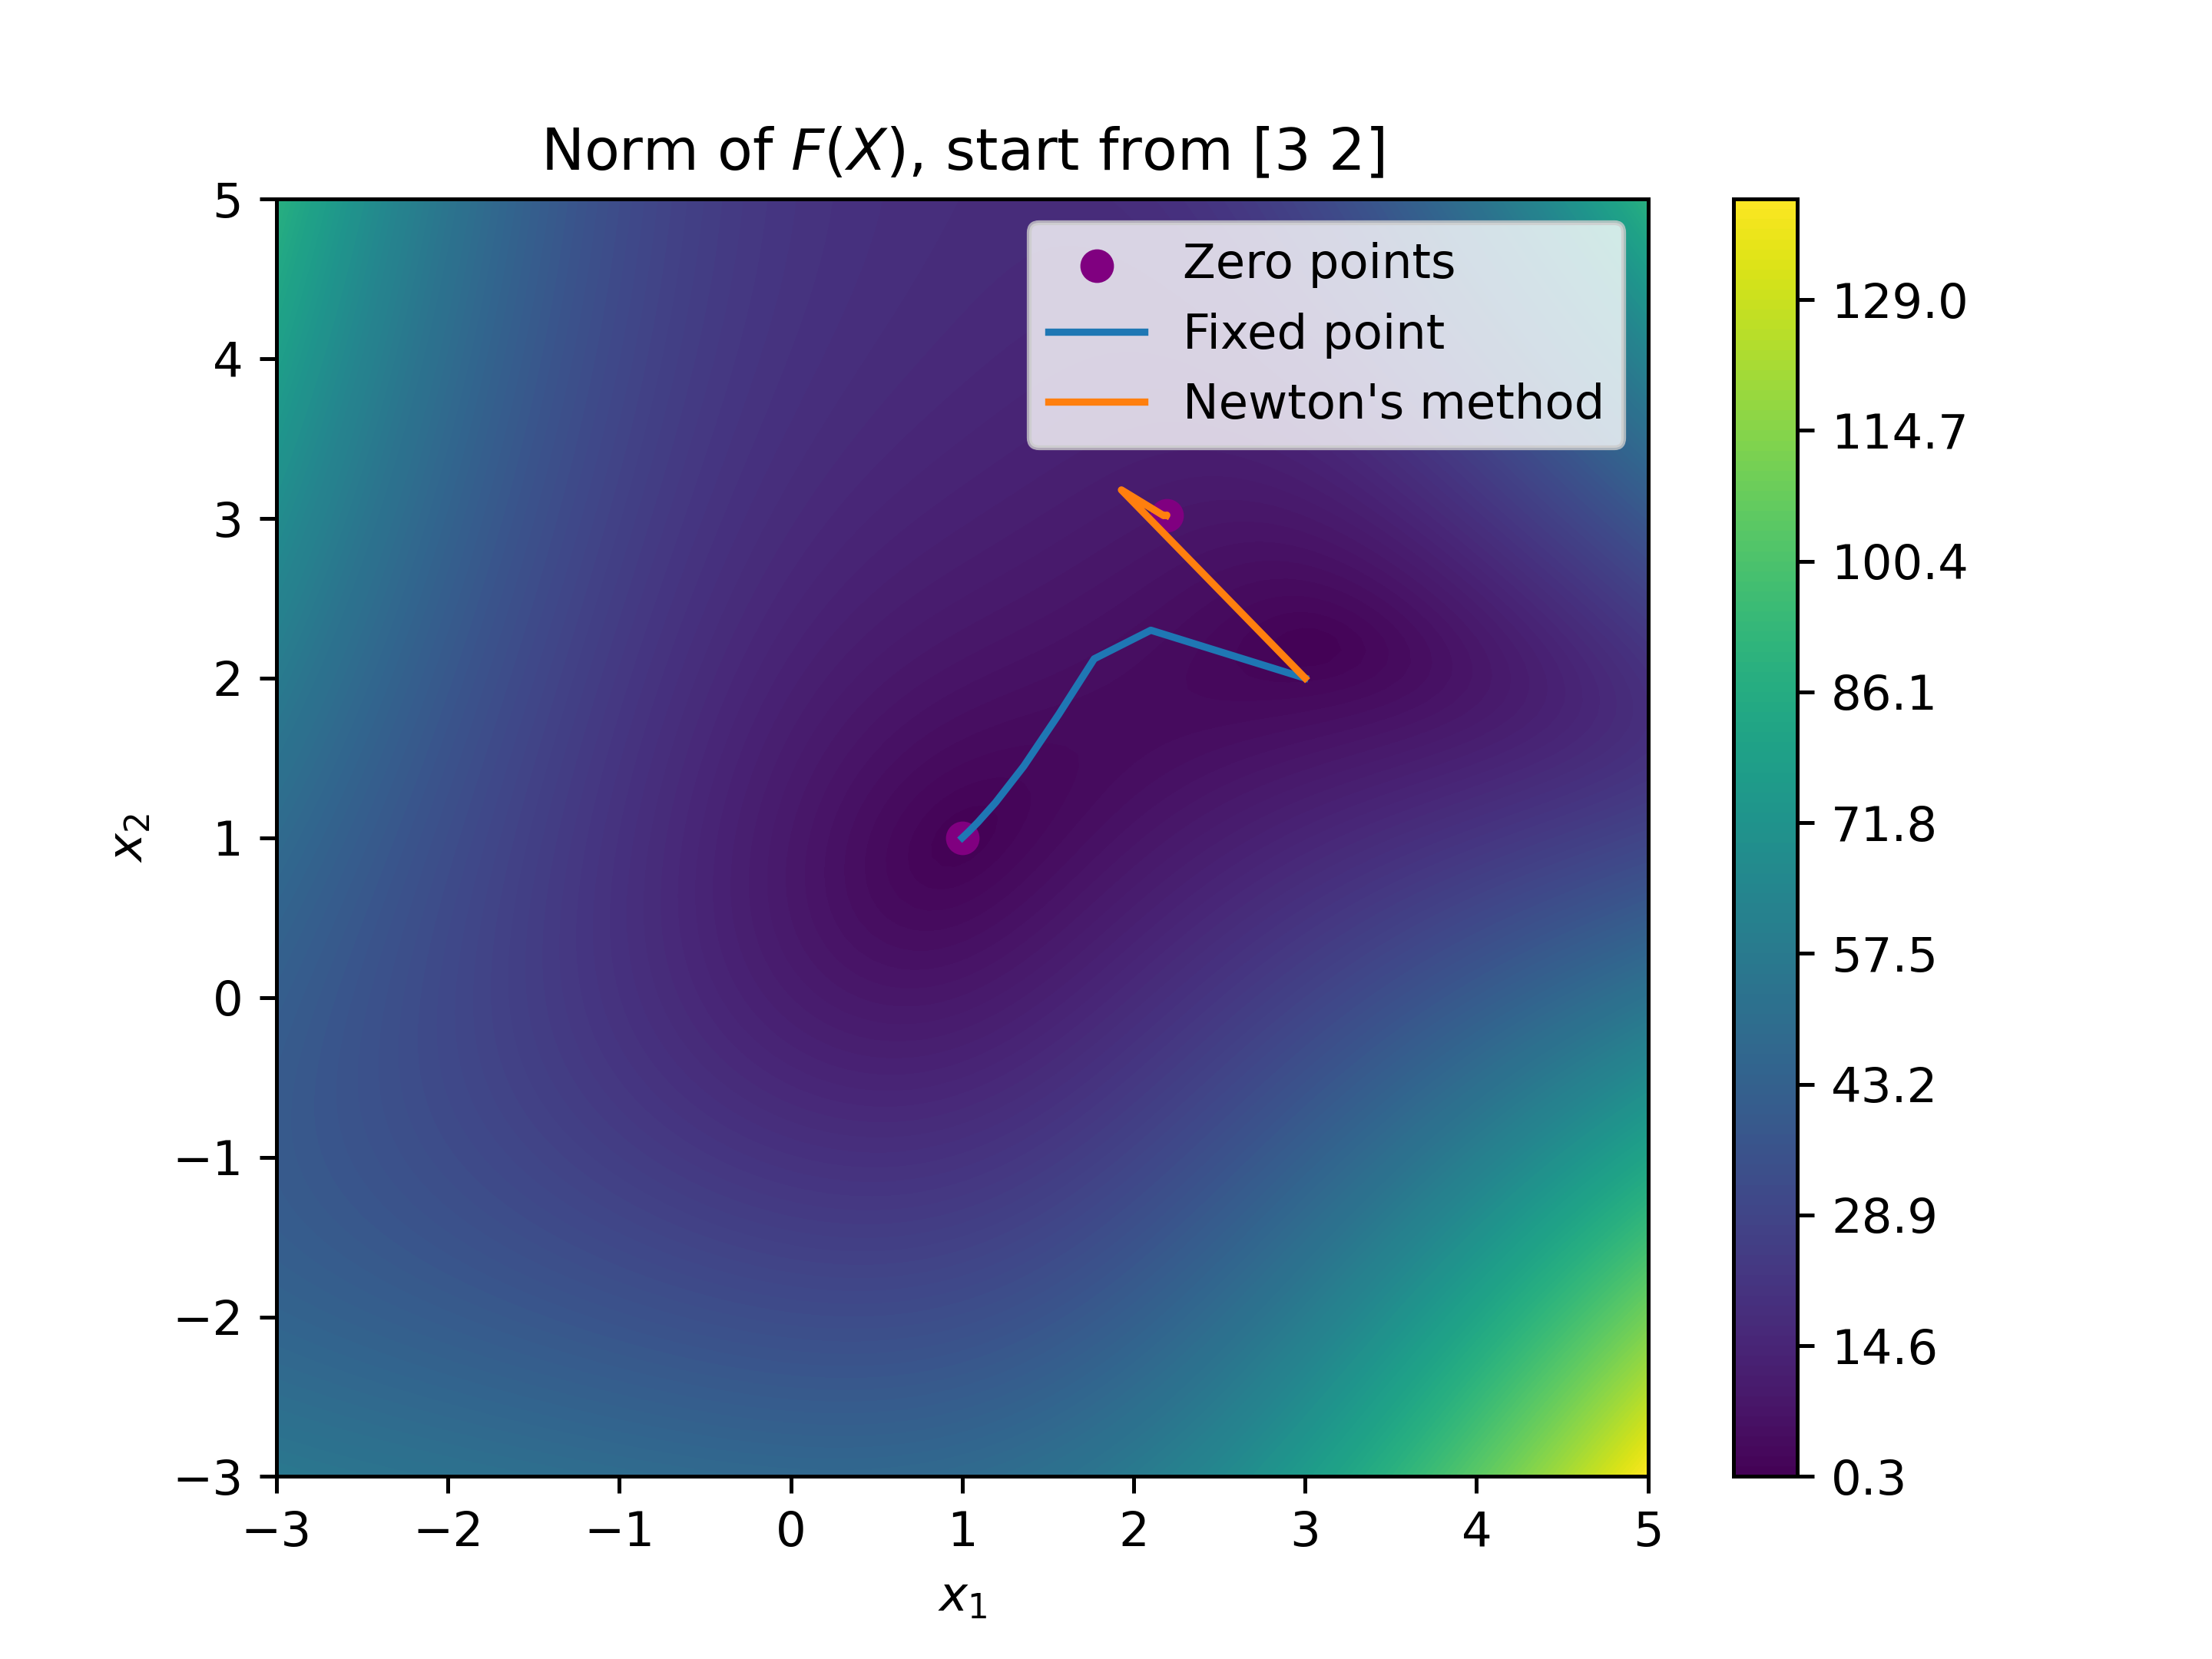 Norm of F(X), start from [3 2]
Zero points
Fixed point
Newton's method
5
4
3
2
1
0
−1
−2
−3
x₂
−3 −2 −1 0 1 2 3 4 5
x₁
129.0
114.7
100.4
86.1
71.8
57.5
43.2
28.9
14.6
0.3